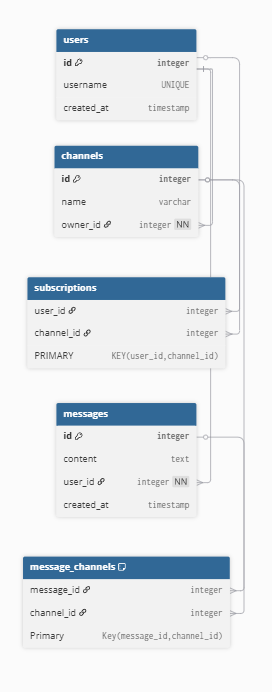 users
id integer
username UNIQUE
created_at timestamp
channels
id integer
name varchar
owner_id integer NN
subscriptions
user_id integer
channel_id integer
PRIMARY KEY(user_id,channel_id)
messages
id integer
content text
user_id integer NN
created_at timestamp
message_channels
message_id integer
channel_id integer
Primary Key(message_id,channel_id)